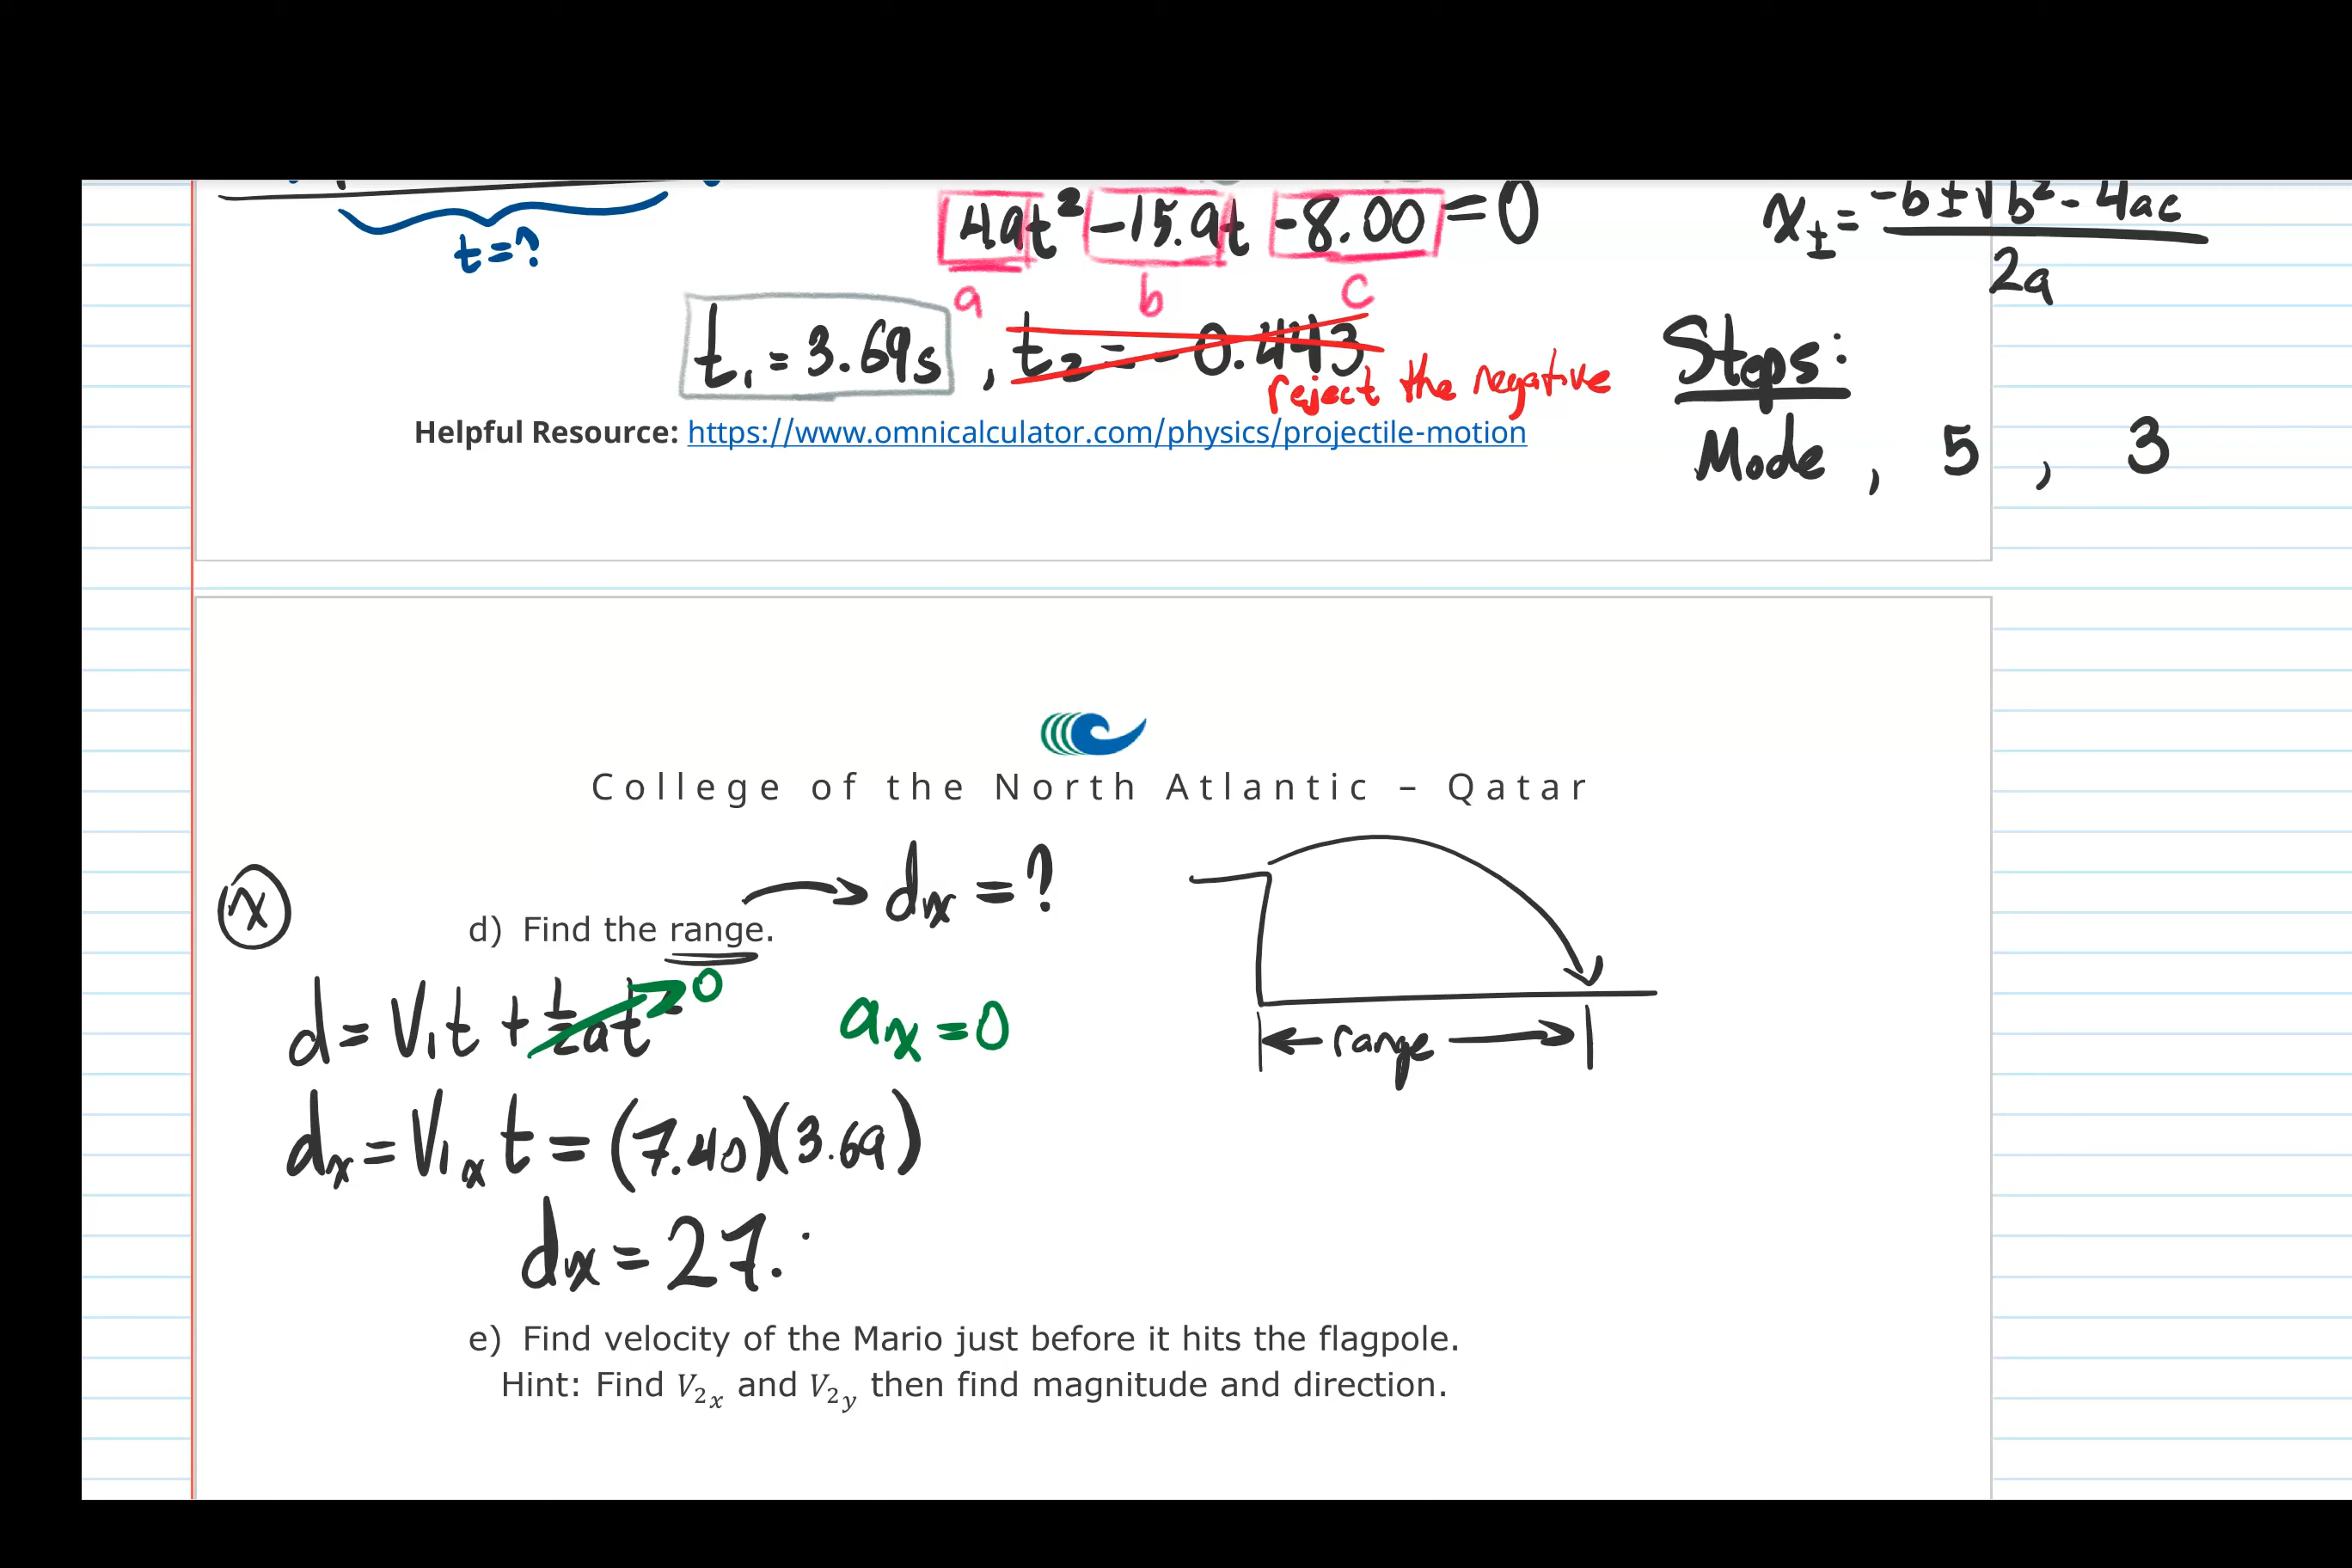 4.9t² -15.9t -8.00 = 0
x± = -b ± √b² - 4ac / 2a
t = ?
a b c
t₁ = 3.69s , t₂ = -0.443
reject the negative
Steps:
Mode , 5 , 3
Helpful Resource: https://www.omnicalculator.com/physics/projectile-motion
College of the North Atlantic – Qatar
x
d) Find the range. → dx = ?
d = V₁t + ½at² 0
ax = 0
← range →
dx = V₁ₓ t = (7.40)(3.69)
dx = 27.
e) Find velocity of the Mario just before it hits the flagpole.
Hint: Find V₂ₓ and V₂y then find magnitude and direction.